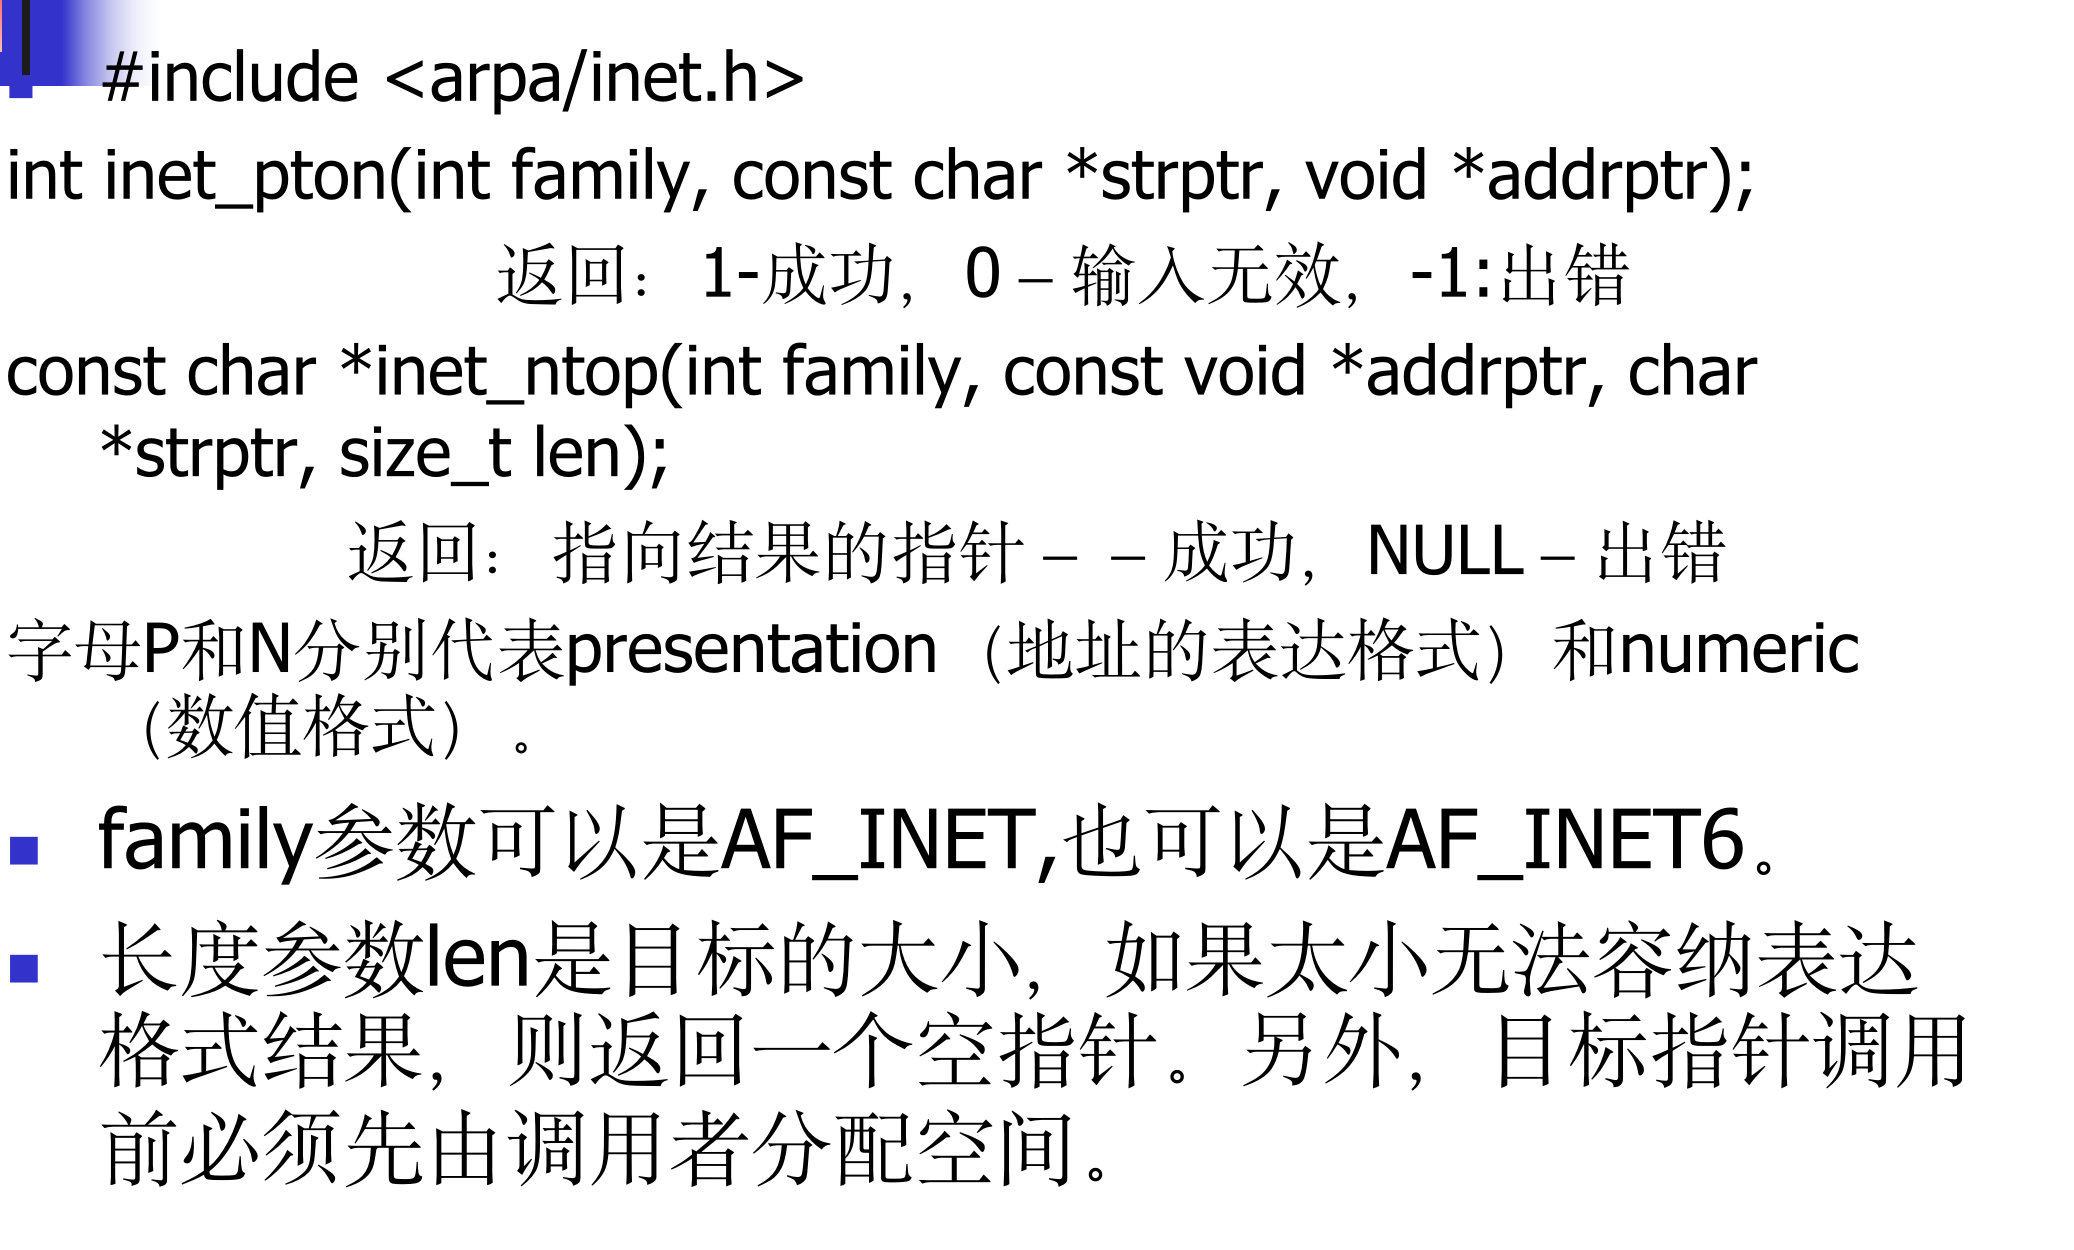 #include <arpa/inet.h>
int inet_pton(int family, const char *strptr, void *addrptr);
返回：1-成功，0 – 输入无效，-1:出错
const char *inet_ntop(int family, const void *addrptr, char
*strptr, size_t len);
返回：指向结果的指针 – – 成功，NULL – 出错
字母P和N分别代表presentation（地址的表达格式）和numeric
（数值格式）。
family参数可以是AF_INET,也可以是AF_INET6。
长度参数len是目标的大小，如果太小无法容纳表达
格式结果，则返回一个空指针。另外，目标指针调用
前必须先由调用者分配空间。